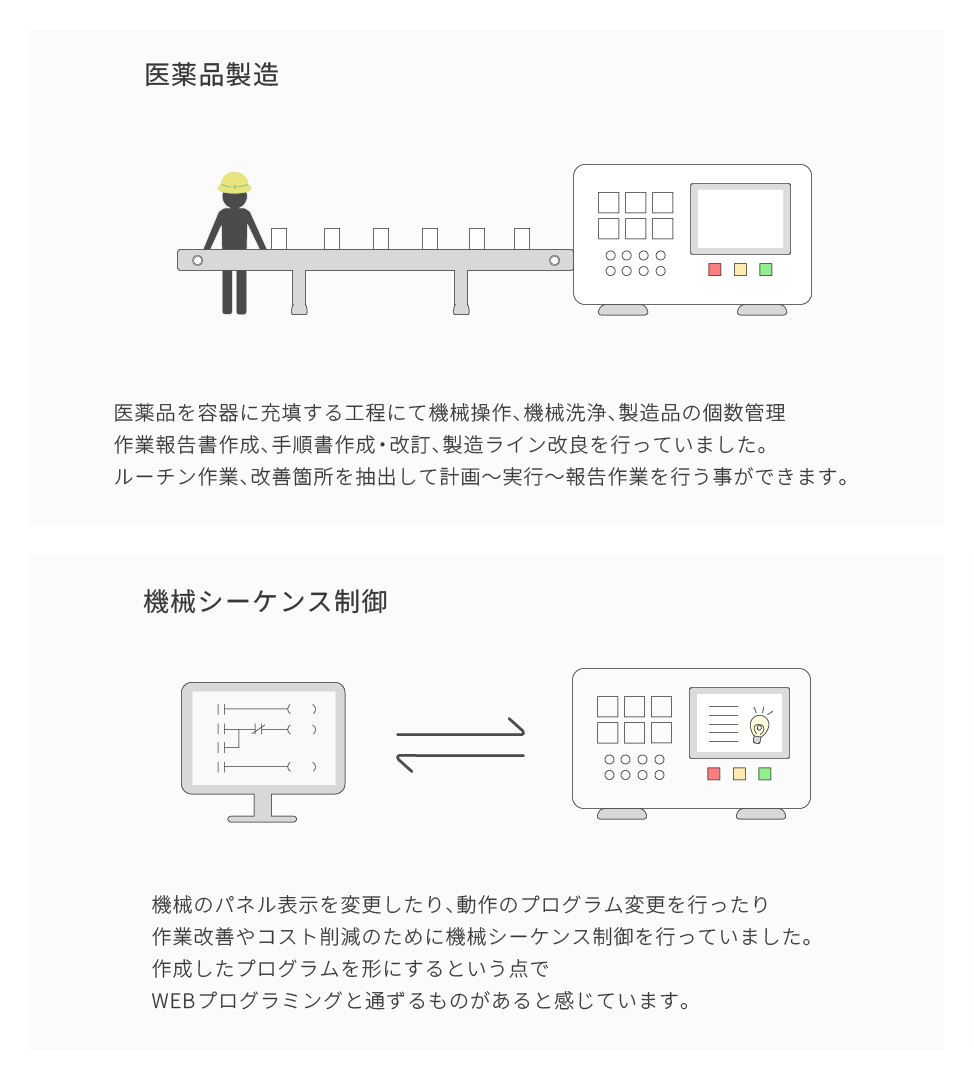 医薬品製造
医薬品を容器に充填する工程にて機械操作、機械洗浄、製造品の個数管理
作業報告書作成、手順書作成・改訂、製造ライン改良を行っていました。
ルーチン作業、改善箇所を抽出して計画～実行～報告作業を行う事ができます。
機械シーケンス制御
機械のパネル表示を変更したり、動作のプログラム変更を行ったり
作業改善やコスト削減のために機械シーケンス制御を行っていました。
作成したプログラムを形にするという点で
WEBプログラミングと通ずるものがあると感じています。